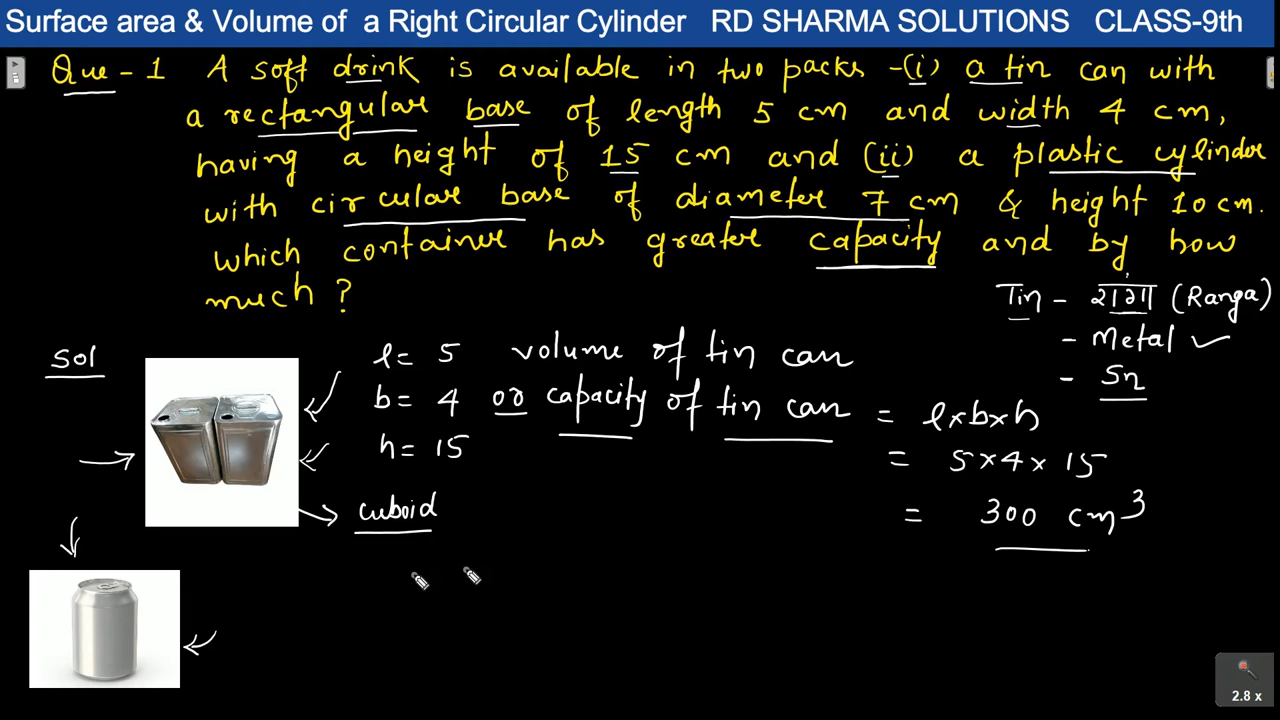 Surface area & Volume of a Right Circular Cylinder RD SHARMA SOLUTIONS CLASS-9th
Que - 1 A soft drink is available in two packs - (i) a tin can with
a rectangular base of length 5 cm and width 4 cm,
having a height of 15 cm and (ii) a plastic cylinder
with circular base of diameter 7 cm & height 10 cm.
which container has greater capacity and by how
much ?
Tin - रांगा (Ranga)
- Metal ✓
- Sn
Sol
l = 5 volume of tin can
b = 4 or capacity of tin can = l×b×h
h = 15 = 5×4×15
cuboid = 300 cm³
2.8 x